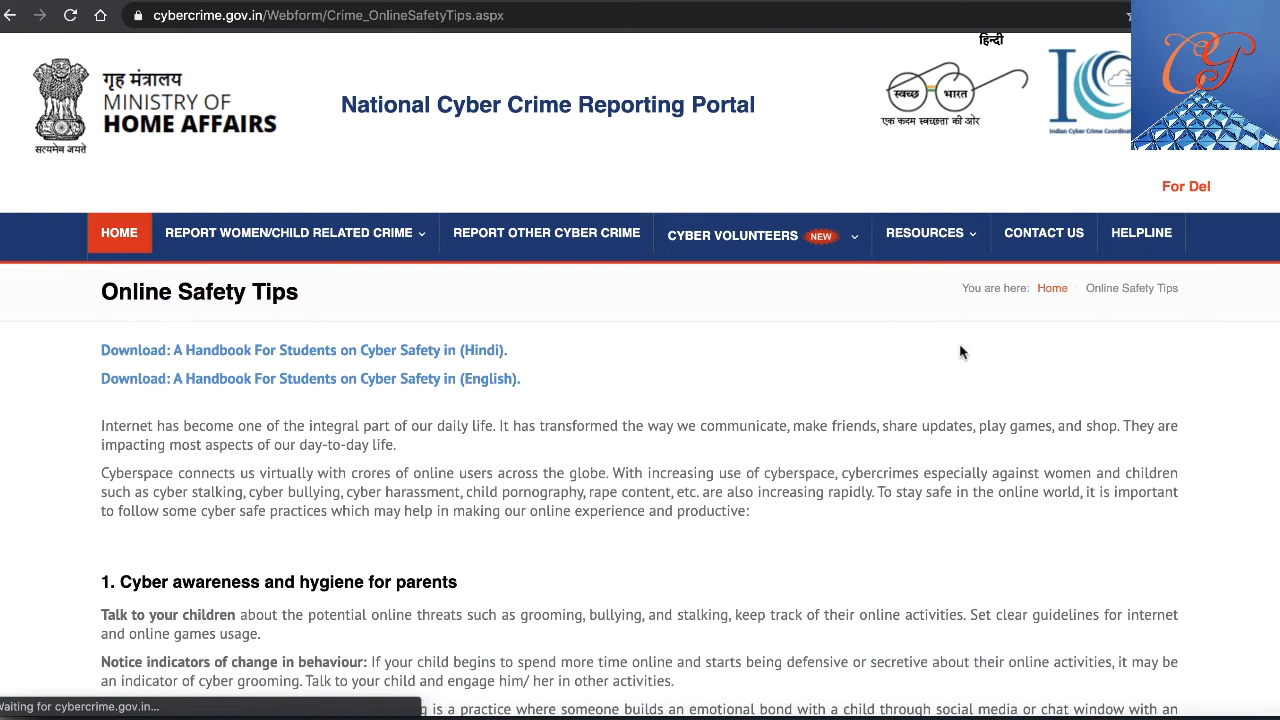 cybercrime.gov.in/Webform/Crime_OnlineSafetyTips.aspx
हिन्दी
गृह मंत्रालय
MINISTRY OF
HOME AFFAIRS
सत्यमेव जयते
National Cyber Crime Reporting Portal
स्वच्छ भारत
एक कदम स्वच्छता की ओर
Indian Cyber Crime Coordin
CG
For Del
HOME REPORT WOMEN/CHILD RELATED CRIME REPORT OTHER CYBER CRIME CYBER VOLUNTEERS NEW RESOURCES CONTACT US HELPLINE
Online Safety Tips
You are here: Home / Online Safety Tips
Download: A Handbook For Students on Cyber Safety in (Hindi).
Download: A Handbook For Students on Cyber Safety in (English).
Internet has become one of the integral part of our daily life. It has transformed the way we communicate, make friends, share updates, play games, and shop. They are
impacting most aspects of our day-to-day life.
Cyberspace connects us virtually with crores of online users across the globe. With increasing use of cyberspace, cybercrimes especially against women and children
such as cyber stalking, cyber bullying, cyber harassment, child pornography, rape content, etc. are also increasing rapidly. To stay safe in the online world, it is important
to follow some cyber safe practices which may help in making our online experience and productive:
1. Cyber awareness and hygiene for parents
Talk to your children about the potential online threats such as grooming, bullying, and stalking, keep track of their online activities. Set clear guidelines for internet
and online games usage.
Notice indicators of change in behaviour: If your child begins to spend more time online and starts being defensive or secretive about their online activities, it may be
an indicator of cyber grooming. Talk to your child and engage him/ her in other activities.
Waiting for cybercrime.gov.in...
g is a practice where someone builds an emotional bond with a child through social media or chat window with an